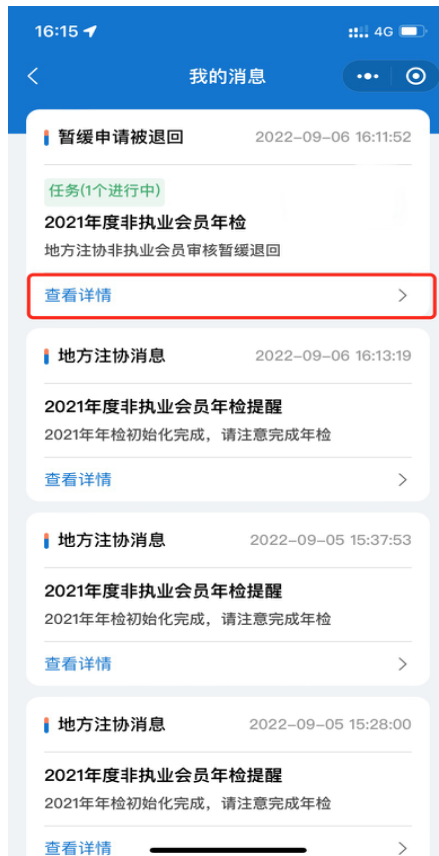 16:15 4G
我的消息
暂缓申请被退回 2022-09-06 16:11:52
任务(1个进行中)
2021年度非执业会员年检
地方注协非执业会员审核暂缓退回
查看详情
地方注协消息 2022-09-06 16:13:19
2021年度非执业会员年检提醒
2021年年检初始化完成，请注意完成年检
查看详情
地方注协消息 2022-09-05 15:37:53
2021年度非执业会员年检提醒
2021年年检初始化完成，请注意完成年检
查看详情
地方注协消息 2022-09-05 15:28:00
2021年度非执业会员年检提醒
2021年年检初始化完成，请注意完成年检
查看详情